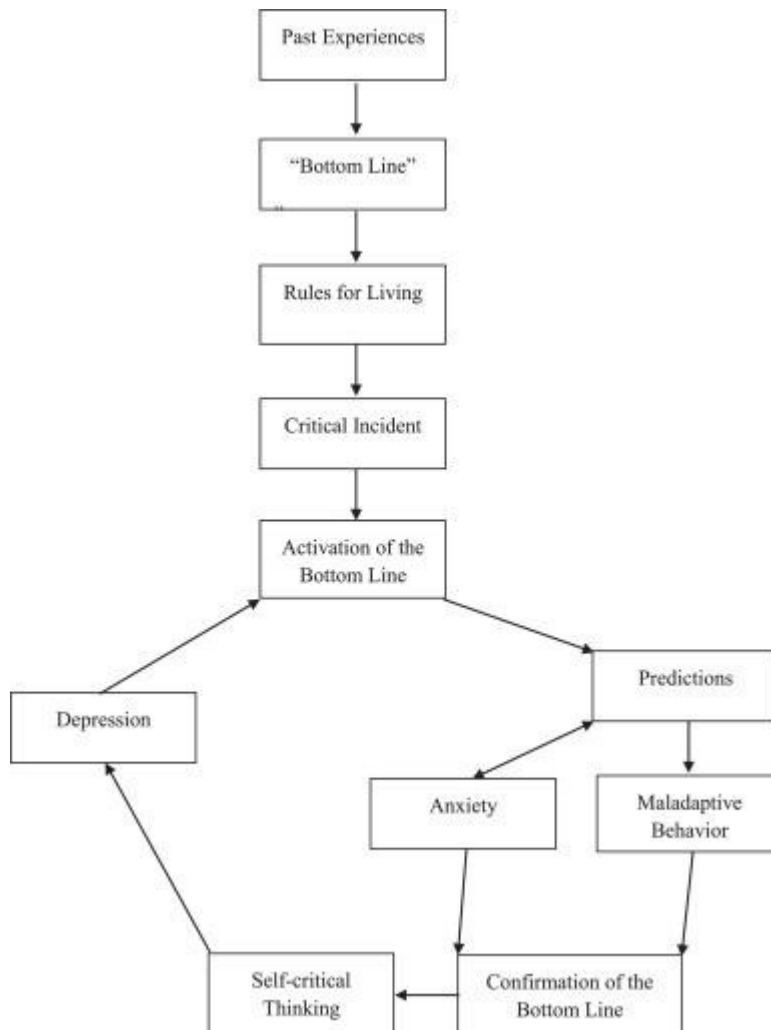 Past Experiences
“Bottom Line”
“
Rules for Living
Critical Incident
Activation of the
Bottom Line
Predictions
Depression
Anxiety
Maladaptive
Behavior
Self-critical
Thinking
Confirmation of the
Bottom Line